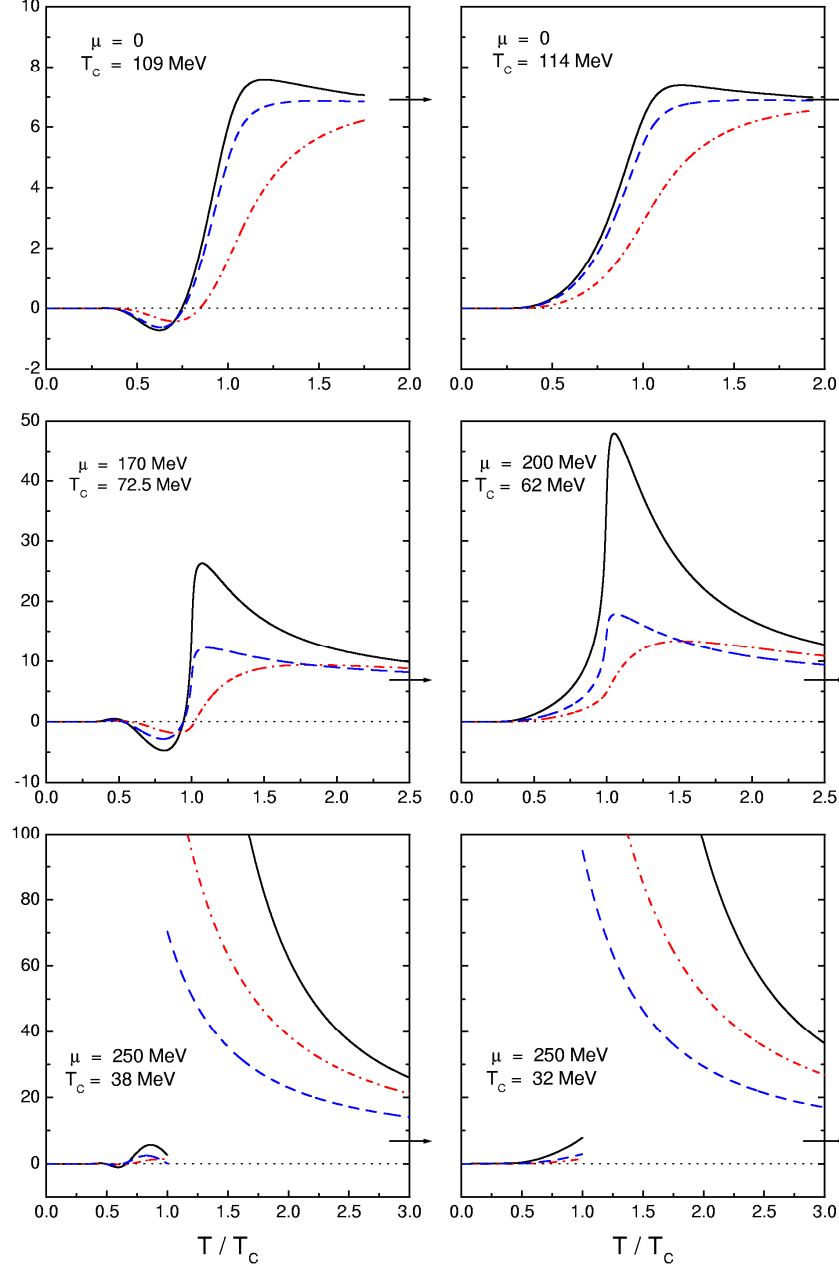 10
8
6
4
2
0
-2
μ = 0
T_C = 109 MeV
0.0 0.5 1.0 1.5 2.0
μ = 0
T_C = 114 MeV
0.0 0.5 1.0 1.5 2.0
50
40
30
20
10
0
-10
μ = 170 MeV
T_C = 72.5 MeV
0.0 0.5 1.0 1.5 2.0 2.5
μ = 200 MeV
T_C = 62 MeV
0.0 0.5 1.0 1.5 2.0 2.5
100
80
60
40
20
0
μ = 250 MeV
T_C = 38 MeV
0.0 0.5 1.0 1.5 2.0 2.5 3.0
T / T_C
μ = 250 MeV
T_C = 32 MeV
0.0 0.5 1.0 1.5 2.0 2.5 3.0
T / T_C